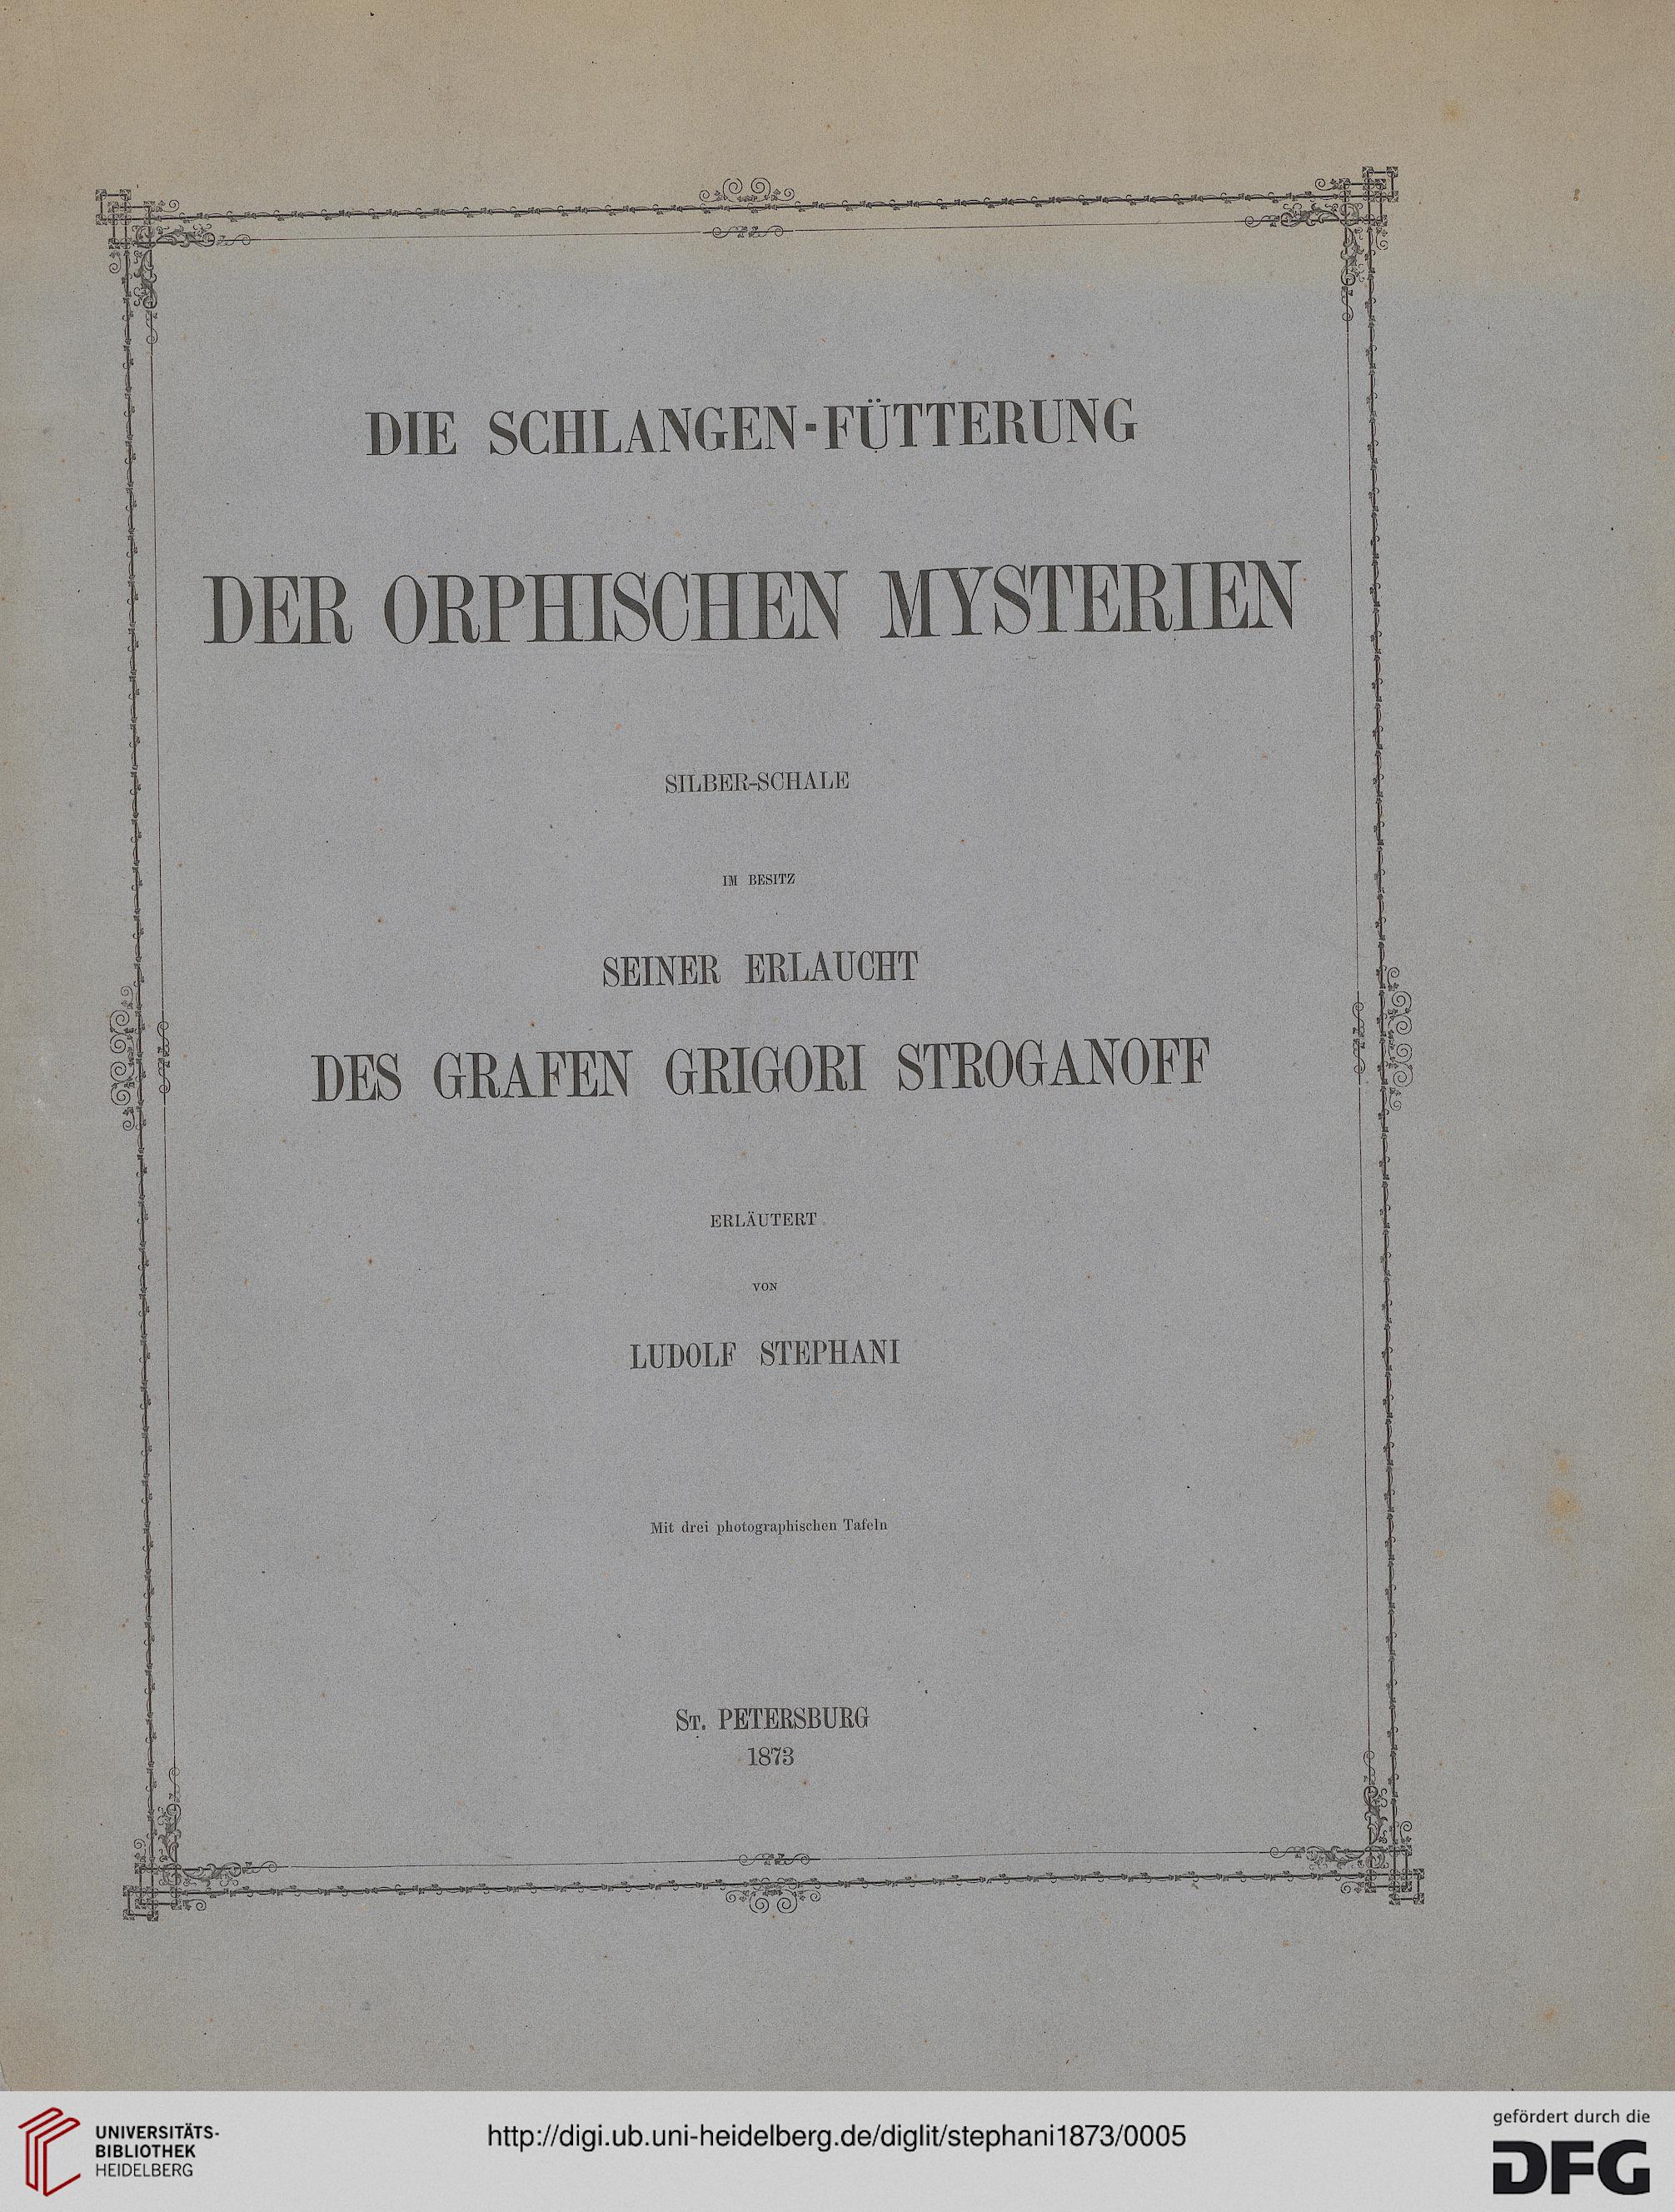 DIE SCHLANGEN-FÜTTERUNG
DER ORPHISCHEN MYSTERIEN
SILBER-SCHALE
IM BESITZ
SEINER ERLAUCHT
DES GRAFEN GRIGORI STROGANOFF
ERLÄUTERT
VON
LUDOLF STEPHANI
Mit drei photographischen Tafeln
St. PETERSBURG
1873
UNIVERSITÄTS-
BIBLIOTHEK
HEIDELBERG
http://digi.ub.uni-heidelberg.de/diglit/stephani1873/0005
gefördert durch die
DFG